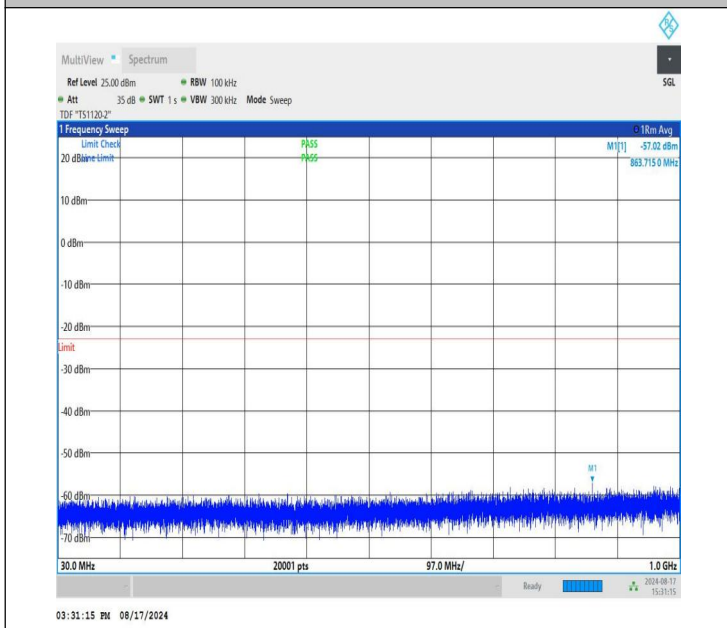 MultiView Spectrum
Ref Level 25.00 dBm RBW 100 kHz SGL
Att 35 dB SWT 1 s VBW 300 kHz Mode Sweep
TDF "TS1120-2"
1 Frequency Sweep 1Rm Avg
Limit Check PASS M1[1] -57.02 dBm
20 dBm Line Limit PASS 863.715 0 MHz
10 dBm
0 dBm
-10 dBm
-20 dBm
Limit
-30 dBm
-40 dBm
-50 dBm
M1
-60 dBm
-70 dBm
30.0 MHz 20001 pts 97.0 MHz/ 1.0 GHz
Ready 2024-08-17
15:31:15
03:31:15 PM 08/17/2024